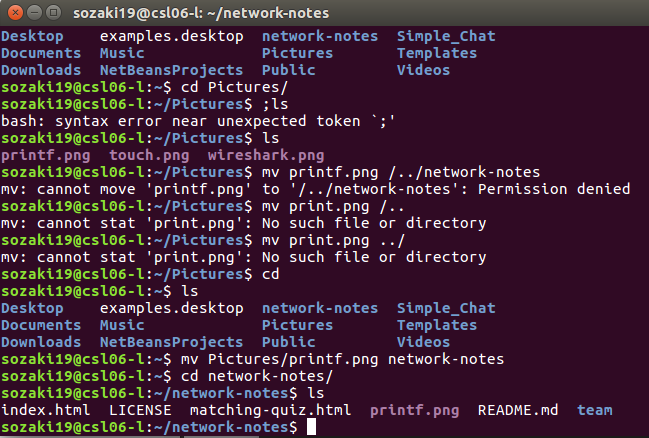 sozaki19@csl06-l: ~/network-notes
Desktop examples.desktop network-notes Simple_Chat
Documents Music Pictures Templates
Downloads NetBeansProjects Public Videos
sozaki19@csl06-l:~$ cd Pictures/
sozaki19@csl06-l:~/Pictures$ ;ls
bash: syntax error near unexpected token `;'
sozaki19@csl06-l:~/Pictures$ ls
printf.png touch.png wireshark.png
sozaki19@csl06-l:~/Pictures$ mv printf.png /../network-notes
mv: cannot move 'printf.png' to '/../network-notes': Permission denied
sozaki19@csl06-l:~/Pictures$ mv print.png /..
mv: cannot stat 'print.png': No such file or directory
sozaki19@csl06-l:~/Pictures$ mv print.png ../
mv: cannot stat 'print.png': No such file or directory
sozaki19@csl06-l:~/Pictures$ cd
sozaki19@csl06-l:~$ ls
Desktop examples.desktop network-notes Simple_Chat
Documents Music Pictures Templates
Downloads NetBeansProjects Public Videos
sozaki19@csl06-l:~$ mv Pictures/printf.png network-notes
sozaki19@csl06-l:~$ cd network-notes/
sozaki19@csl06-l:~/network-notes$ ls
index.html LICENSE matching-quiz.html printf.png README.md team
sozaki19@csl06-l:~/network-notes$